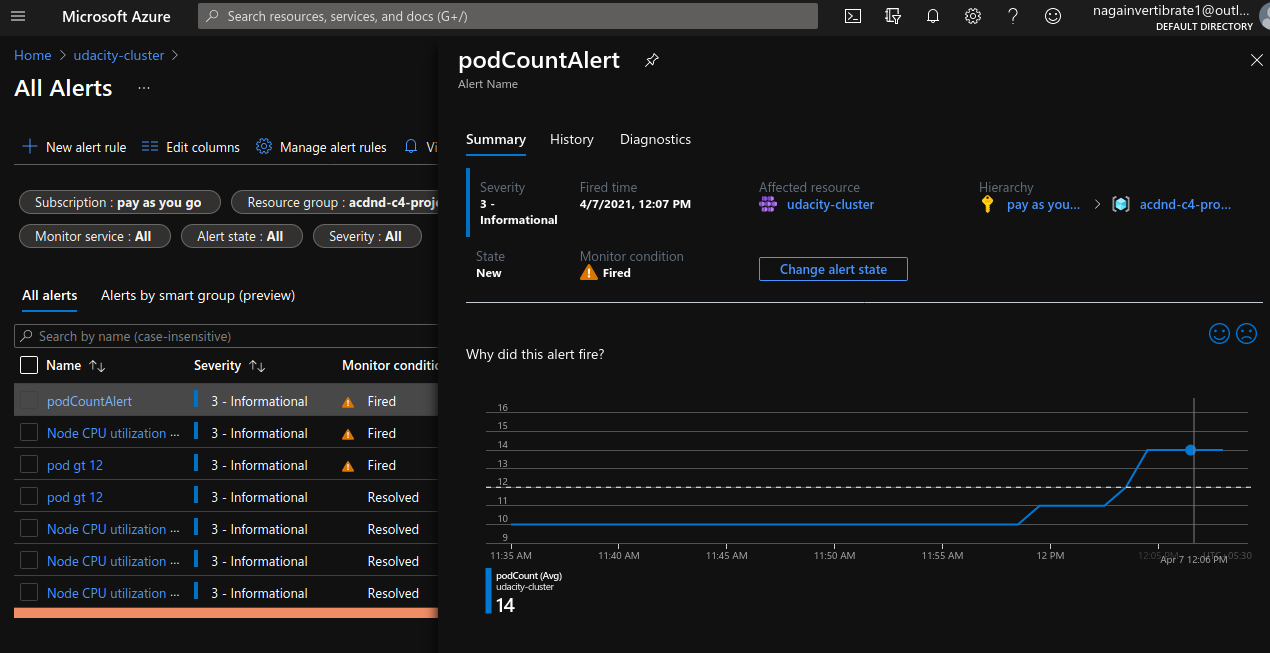 Microsoft Azure
Search resources, services, and docs (G+/)
nagainvertibrate1@outl...
DEFAULT DIRECTORY
Home > udacity-cluster >
All Alerts ...
New alert rule Edit columns Manage alert rules Vi
Subscription : pay as you go Resource group : acdnd-c4-proje
Monitor service : All Alert state : All Severity : All
All alerts Alerts by smart group (preview)
Search by name (case-insensitive)
Name Severity Monitor conditio
podCountAlert 3 - Informational Fired
Node CPU utilization ... 3 - Informational Fired
pod gt 12 3 - Informational Fired
pod gt 12 3 - Informational Resolved
Node CPU utilization ... 3 - Informational Resolved
Node CPU utilization ... 3 - Informational Resolved
Node CPU utilization ... 3 - Informational Resolved
podCountAlert
Alert Name
Summary History Diagnostics
Severity
3 -
Informational
Fired time
4/7/2021, 12:07 PM
Affected resource
udacity-cluster
Hierarchy
pay as you... > acdnd-c4-pro...
State
New
Monitor condition
Fired
Change alert state
Why did this alert fire?
16
15
14
13
12
11
10
9
11:35 AM 11:40 AM 11:45 AM 11:50 AM 11:55 AM 12 PM 12:05 PM UTC+05:30
Apr 7 12:06 PM
podCount (Avg)
udacity-cluster
14